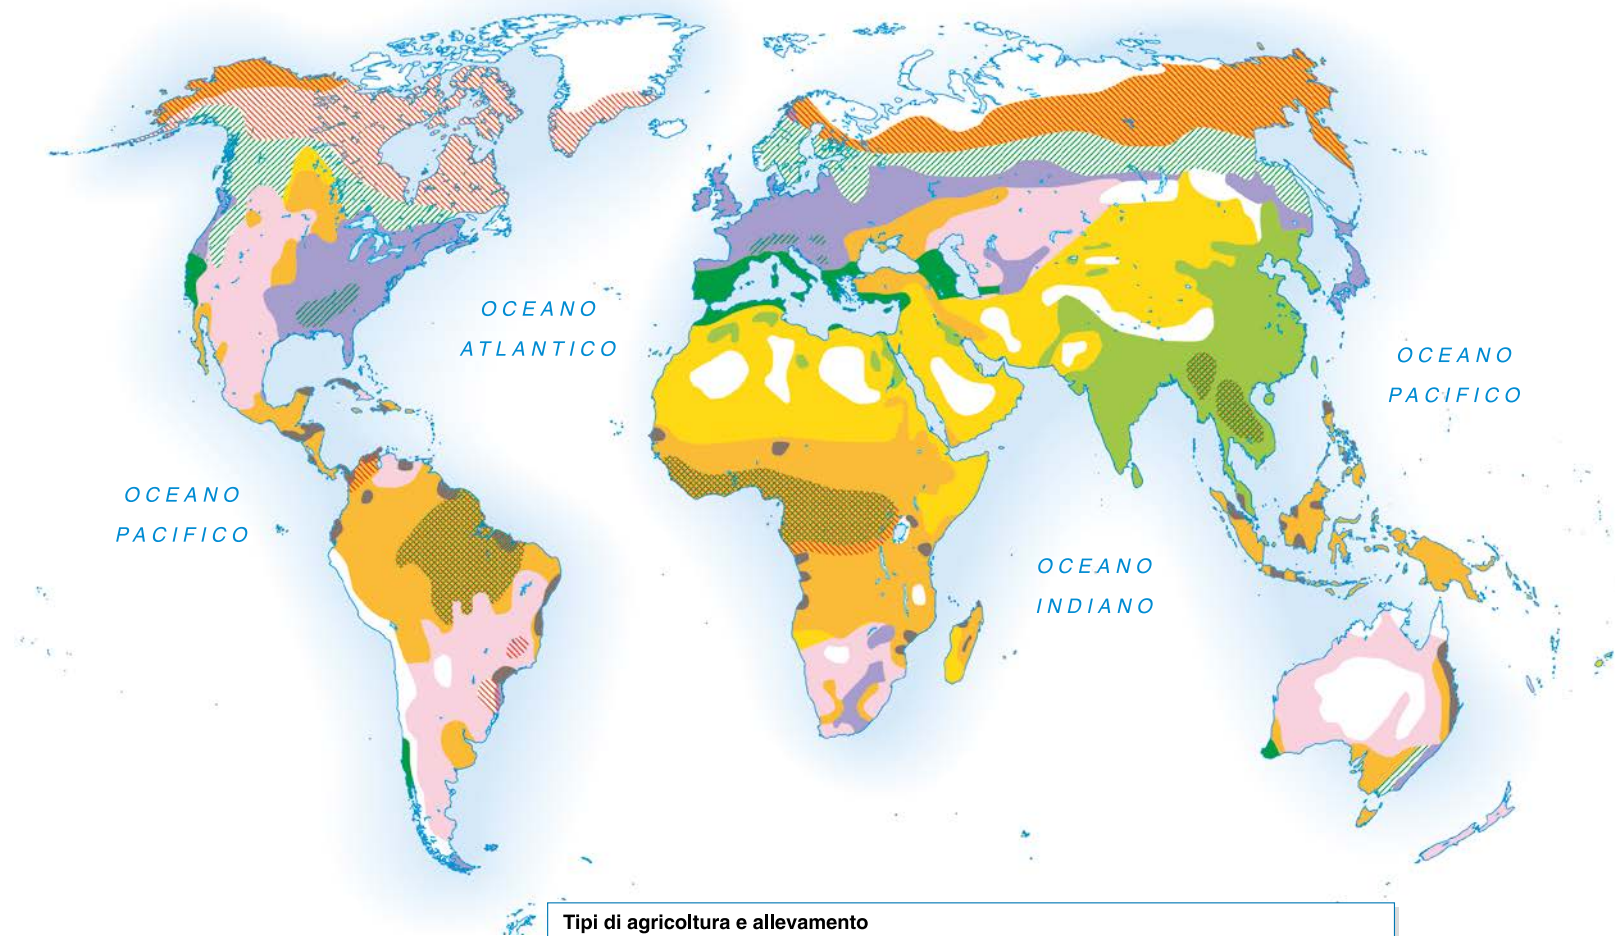 OCEANO
ATLANTICO
OCEANO
PACIFICO
OCEANO
PACIFICO
OCEANO
INDIANO
Tipi di agricoltura e allevamento